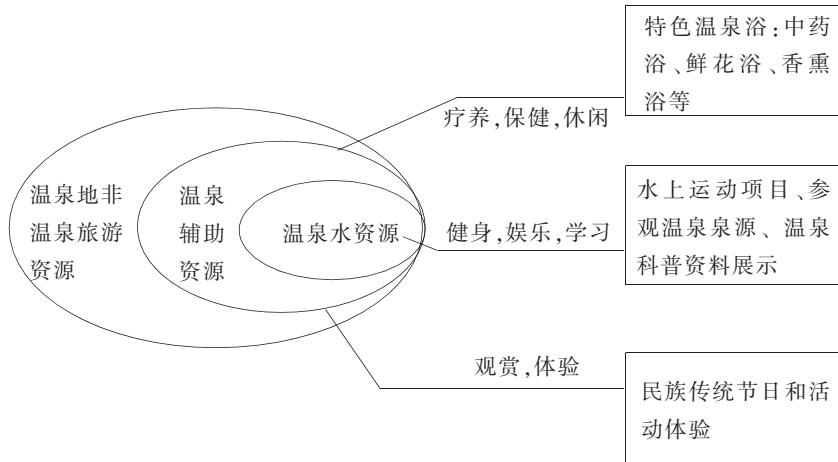 特色温泉浴:中药
浴、鲜花浴、香熏
浴等
疗养,保健,休闲
温泉地非
温泉旅游
资源
温泉
辅助
资源
温泉水资源
健身,娱乐,学习
水上运动项目、参
观温泉泉源、温泉
科普资料展示
观赏,体验
民族传统节日和活
动体验